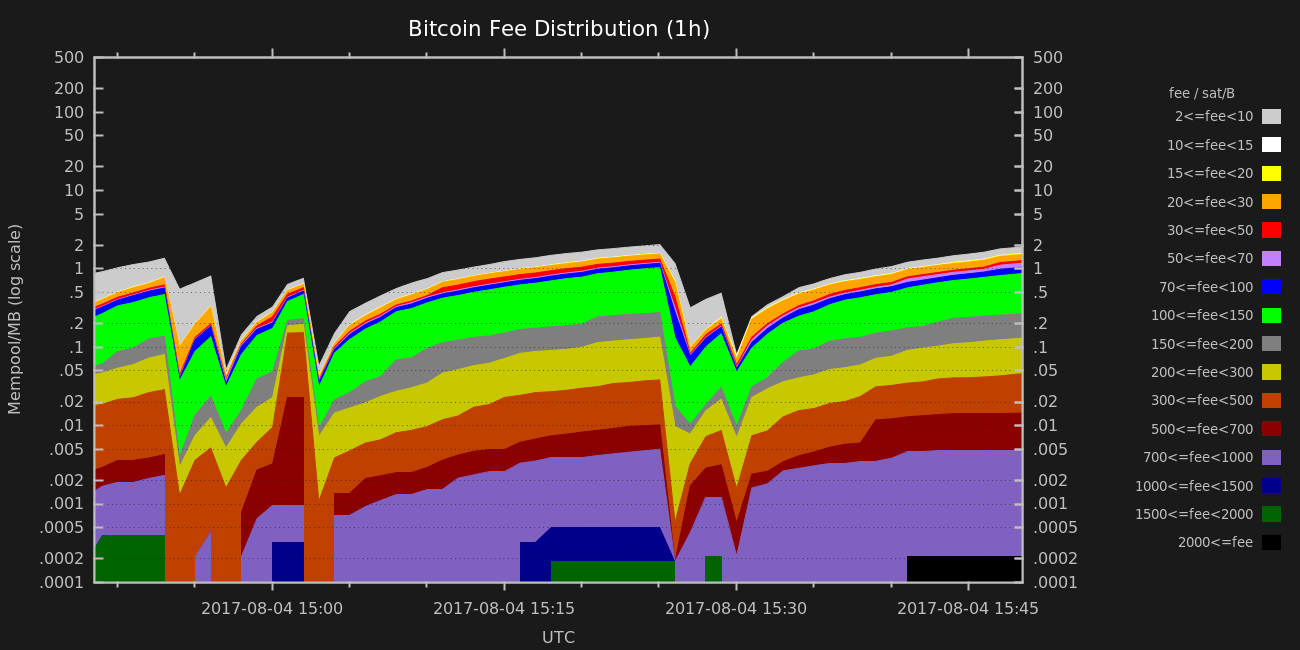 Bitcoin Fee Distribution (1h)
Mempool/MB (log scale)
500
200
100
50
20
10
5
2
1
.5
.2
.1
.05
.02
.01
.005
.002
.001
.0005
.0002
.0001
500
200
100
50
20
10
5
2
1
.5
.2
.1
.05
.02
.01
.005
.002
.001
.0005
.0002
.0001
2017-08-04 15:00
2017-08-04 15:15
2017-08-04 15:30
2017-08-04 15:45
UTC
fee / sat/B
2<=fee<10
10<=fee<15
15<=fee<20
20<=fee<30
30<=fee<50
50<=fee<70
70<=fee<100
100<=fee<150
150<=fee<200
200<=fee<300
300<=fee<500
500<=fee<700
700<=fee<1000
1000<=fee<1500
1500<=fee<2000
2000<=fee